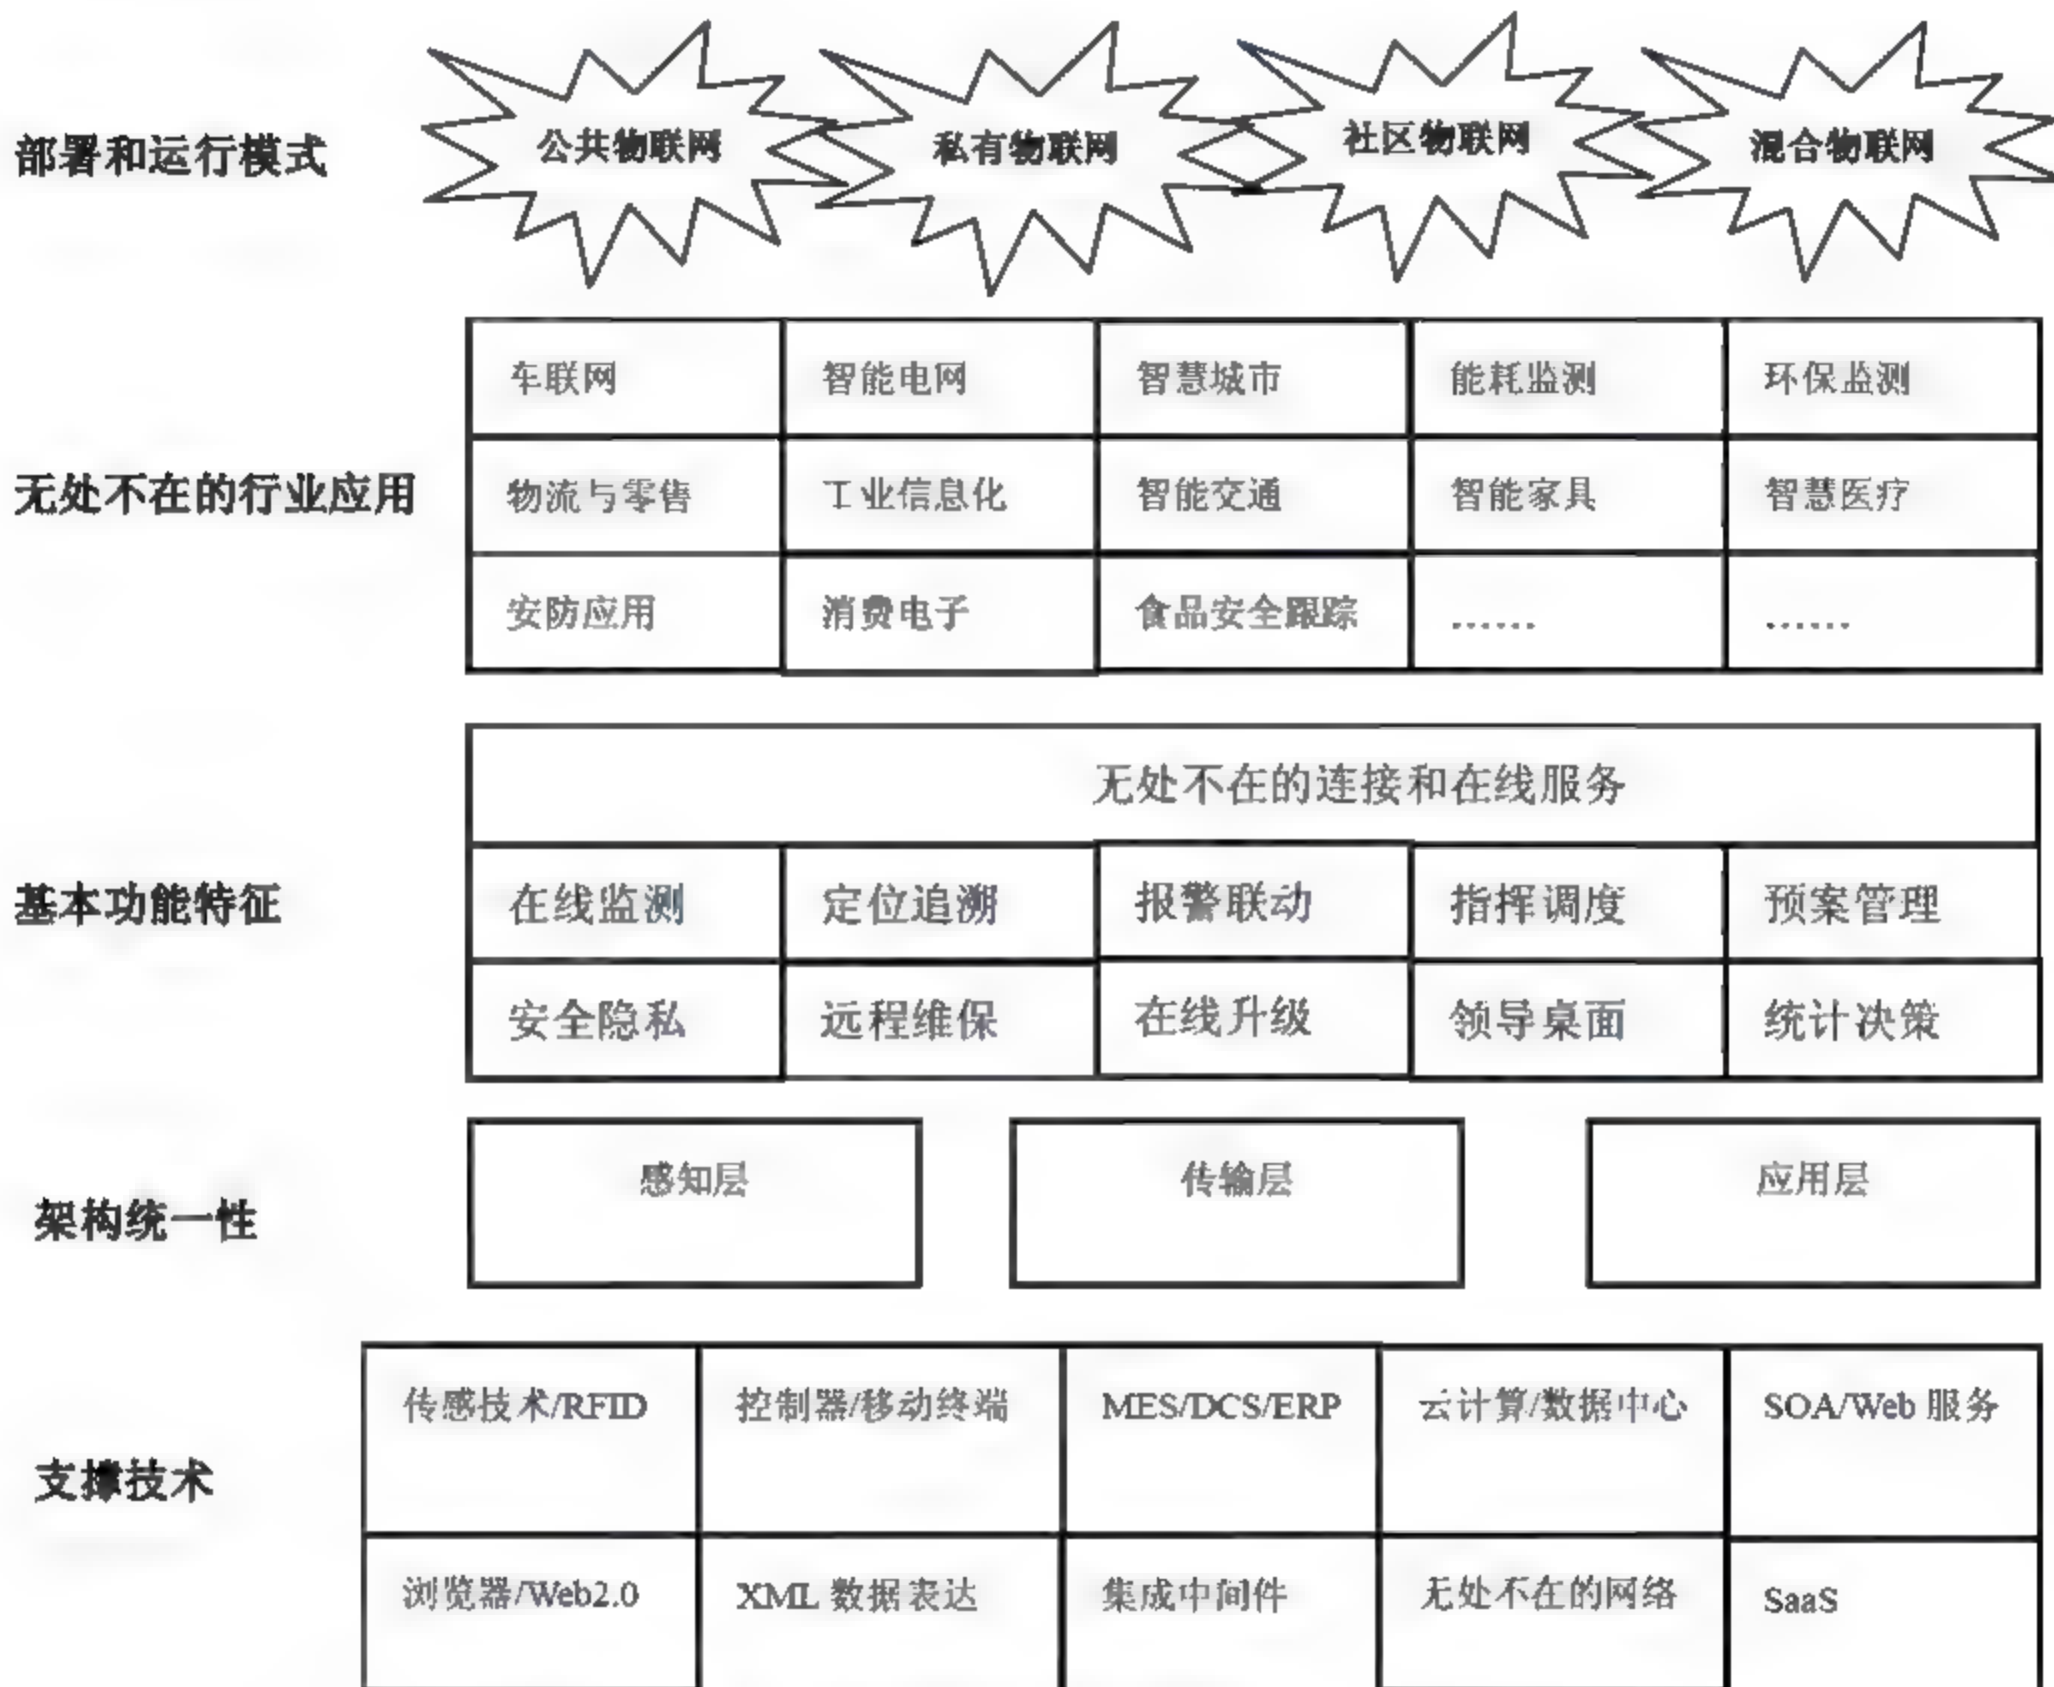 部署和运行模式
公共物联网
私有物联网
社区物联网
混合物联网
无处不在的行业应用
车联网
智能电网
智慧城市
能耗监测
环保监测
物流与零售
工业信息化
智能交通
智能家具
智慧医疗
安防应用
消费电子
食品安全跟踪
......
......
基本功能特征
无处不在的连接和在线服务
在线监测
定位追溯
报警联动
指挥调度
预案管理
安全隐私
远程维保
在线升级
领导桌面
统计决策
架构统一性
感知层
传输层
应用层
支撑技术
传感技术/RFID
控制器/移动终端
MES/DCS/ERP
云计算/数据中心
SOA/Web 服务
浏览器/Web2.0
XML 数据表达
集成中间件
无处不在的网络
SaaS